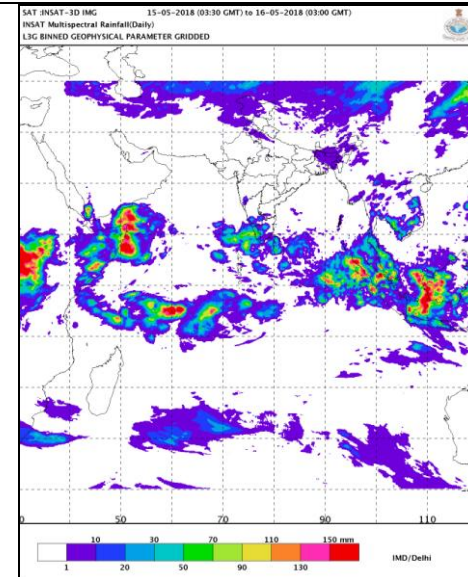 SAT :INSAT-3D IMG 15-05-2018 (03:30 GMT) to 16-05-2018 (03:00 GMT)
INSAT Multispectral Rainfall(Daily)
L3G BINNED GEOPHYSICAL PARAMETER GRIDDED
30 50 70 90 110
10 30 70 110 150 mm
1 20 50 90 130
IMD/Delhi